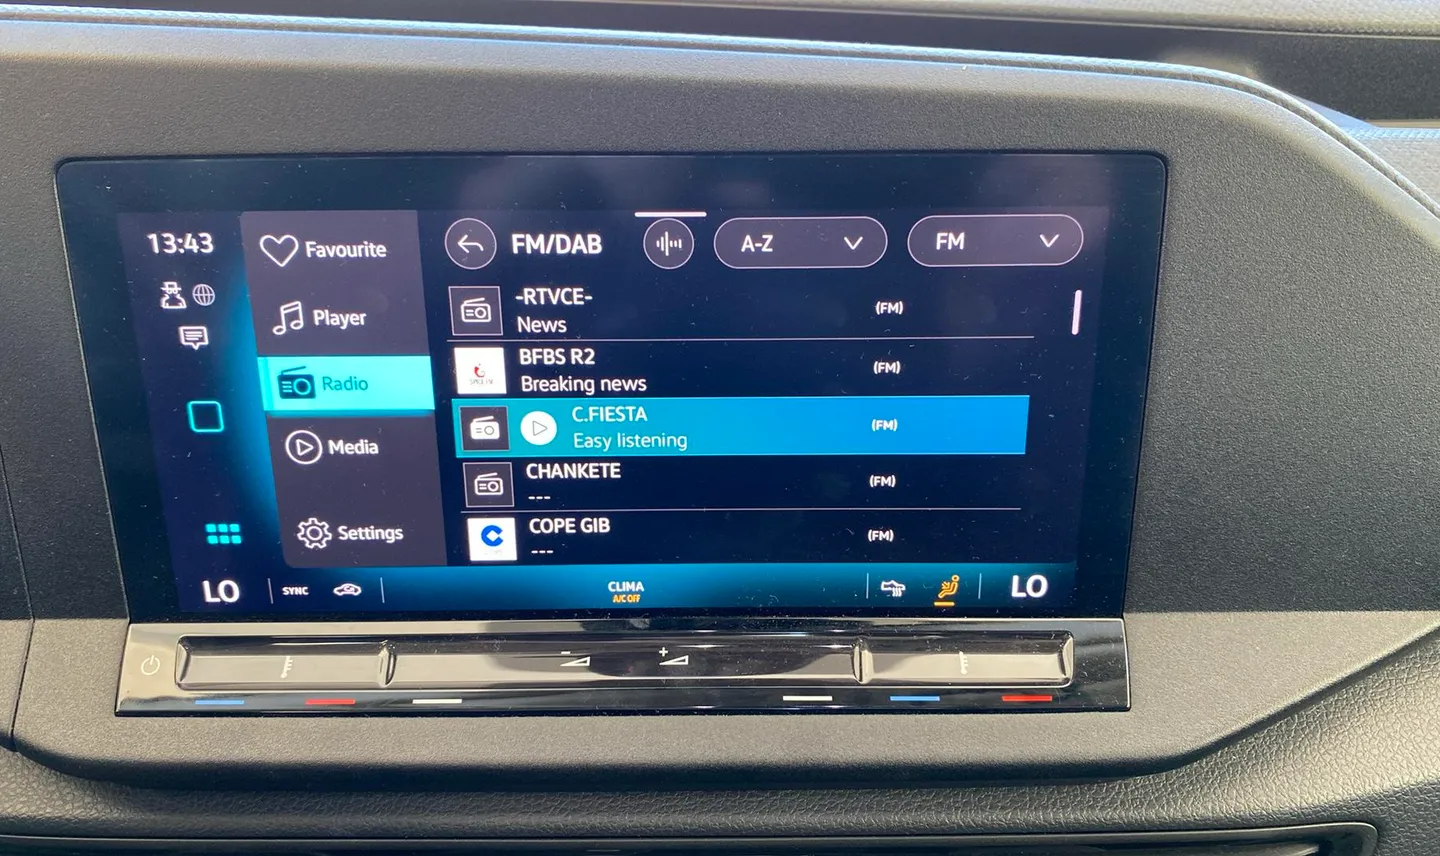 13:43
Favourite
Player
Radio
Media
Settings
FM/DAB
A-Z
FM
-RTVCE-
News
(FM)
BFBS R2
Breaking news
(FM)
C.FIESTA
Easy listening
(FM)
CHANKETE
---
(FM)
COPE GIB
---
(FM)
LO
SYNC
CLIMA
A/C OFF
LO
- +